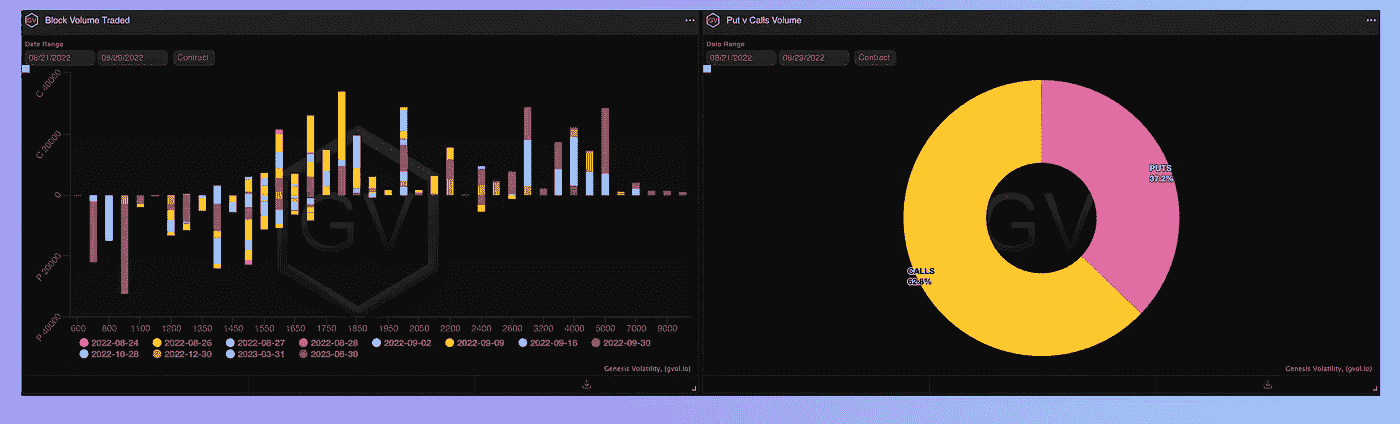 GV Block Volume Traded
Date Range
08/21/2022 08/29/2022 Contract
C 40000
C 20000
0
P 20000
P 40000
GV
600 800 1100 1200 1350 1450 1550 1650 1750 1850 1950 2050 2200 2400 2600 3200 4000 5000 7000 9000
2022-08-24 2022-08-26 2022-08-27 2022-08-28 2022-09-02 2022-09-09 2022-09-16 2022-09-30
2022-10-28 2022-12-30 2023-03-31 2023-06-30
Genesis Volatility, (gvol.io)
GV Put v Calls Volume
Date Range
08/21/2022 08/29/2022 Contract
PUTS
37.2%
GV
CALLS
62.8%
Genesis Volatility, (gvol.io)